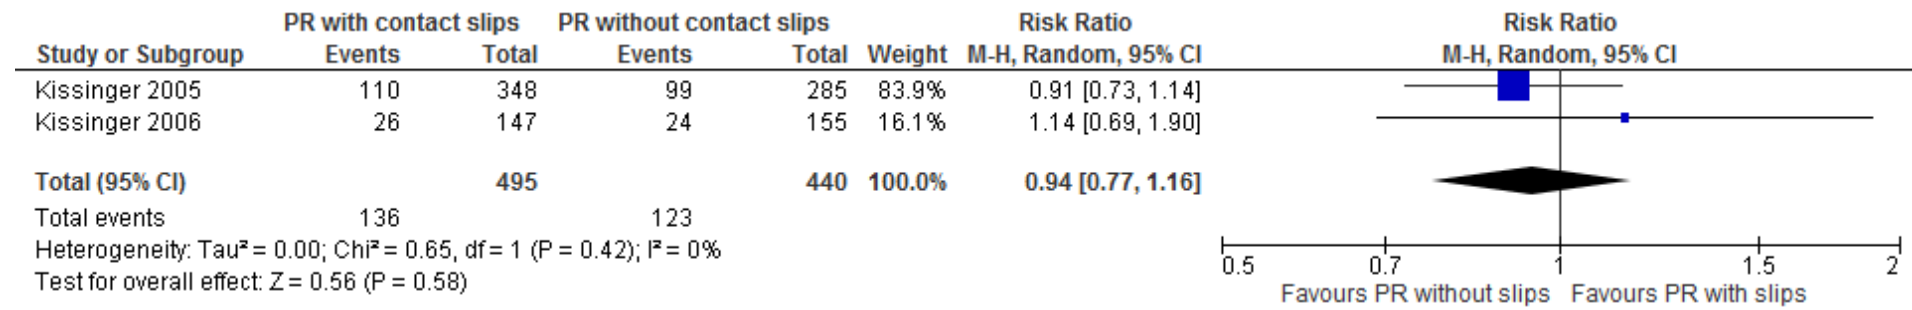 PR with contact slips PR without contact slips Risk Ratio Risk Ratio
Study or Subgroup Events Total Events Total Weight M-H, Random, 95% CI M-H, Random, 95% CI
Kissinger 2005 110 348 99 285 83.9% 0.91 [0.73, 1.14]
Kissinger 2006 26 147 24 155 16.1% 1.14 [0.69, 1.90]
Total (95% CI) 495 440 100.0% 0.94 [0.77, 1.16]
Total events 136 123
Heterogeneity: Tau² = 0.00; Chi² = 0.65, df = 1 (P = 0.42); I² = 0%
Test for overall effect: Z = 0.56 (P = 0.58)
0.5 0.7 1 1.5 2
Favours PR without slips Favours PR with slips